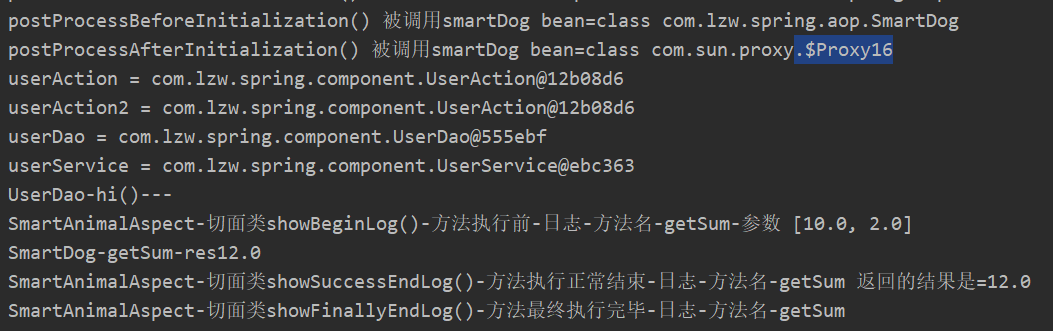 postProcessBeforeInitialization() 被调用smartDog bean=class com.lzw.spring.aop.SmartDog
postProcessAfterInitialization() 被调用smartDog bean=class com.sun.proxy.$Proxy16
userAction = com.lzw.spring.component.UserAction@12b08d6
userAction2 = com.lzw.spring.component.UserAction@12b08d6
userDao = com.lzw.spring.component.UserDao@555ebf
userService = com.lzw.spring.component.UserService@ebc363
UserDao-hi()---
SmartAnimalAspect-切面类showBeginLog()-方法执行前-日志-方法名-getSum-参数 [10.0, 2.0]
SmartDog-getSum-res12.0
SmartAnimalAspect-切面类showSuccessEndLog()-方法执行正常结束-日志-方法名-getSum 返回的结果是=12.0
SmartAnimalAspect-切面类showFinallyEndLog()-方法最终执行完毕-日志-方法名-getSum